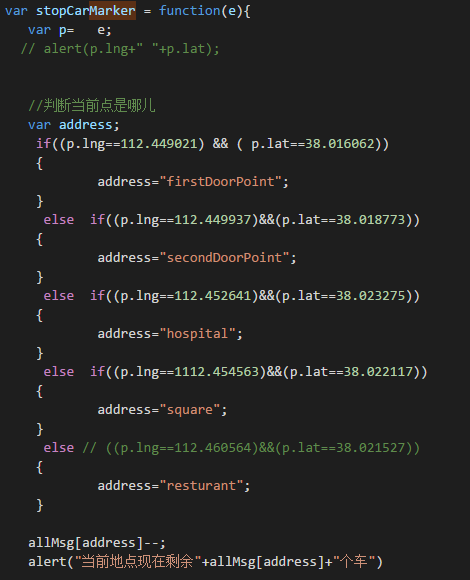 var stopCarMarker = function(e){
var p= e;
// alert(p.lng+" "+p.lat);
//判断当前点是哪儿
var address;
if((p.lng==112.449021) && ( p.lat==38.016062))
{
address="firstDoorPoint";
}
else if((p.lng==112.449937)&&(p.lat==38.018773))
{
address="secondDoorPoint";
}
else if((p.lng==112.452641)&&(p.lat==38.023275))
{
address="hospital";
}
else if((p.lng==1112.454563)&&(p.lat==38.022117))
{
address="square";
}
else // ((p.lng==112.460564)&&(p.lat==38.021527))
{
address="resturant";
}
allMsg[address]--;
alert("当前地点现在剩余"+allMsg[address]+"个车")